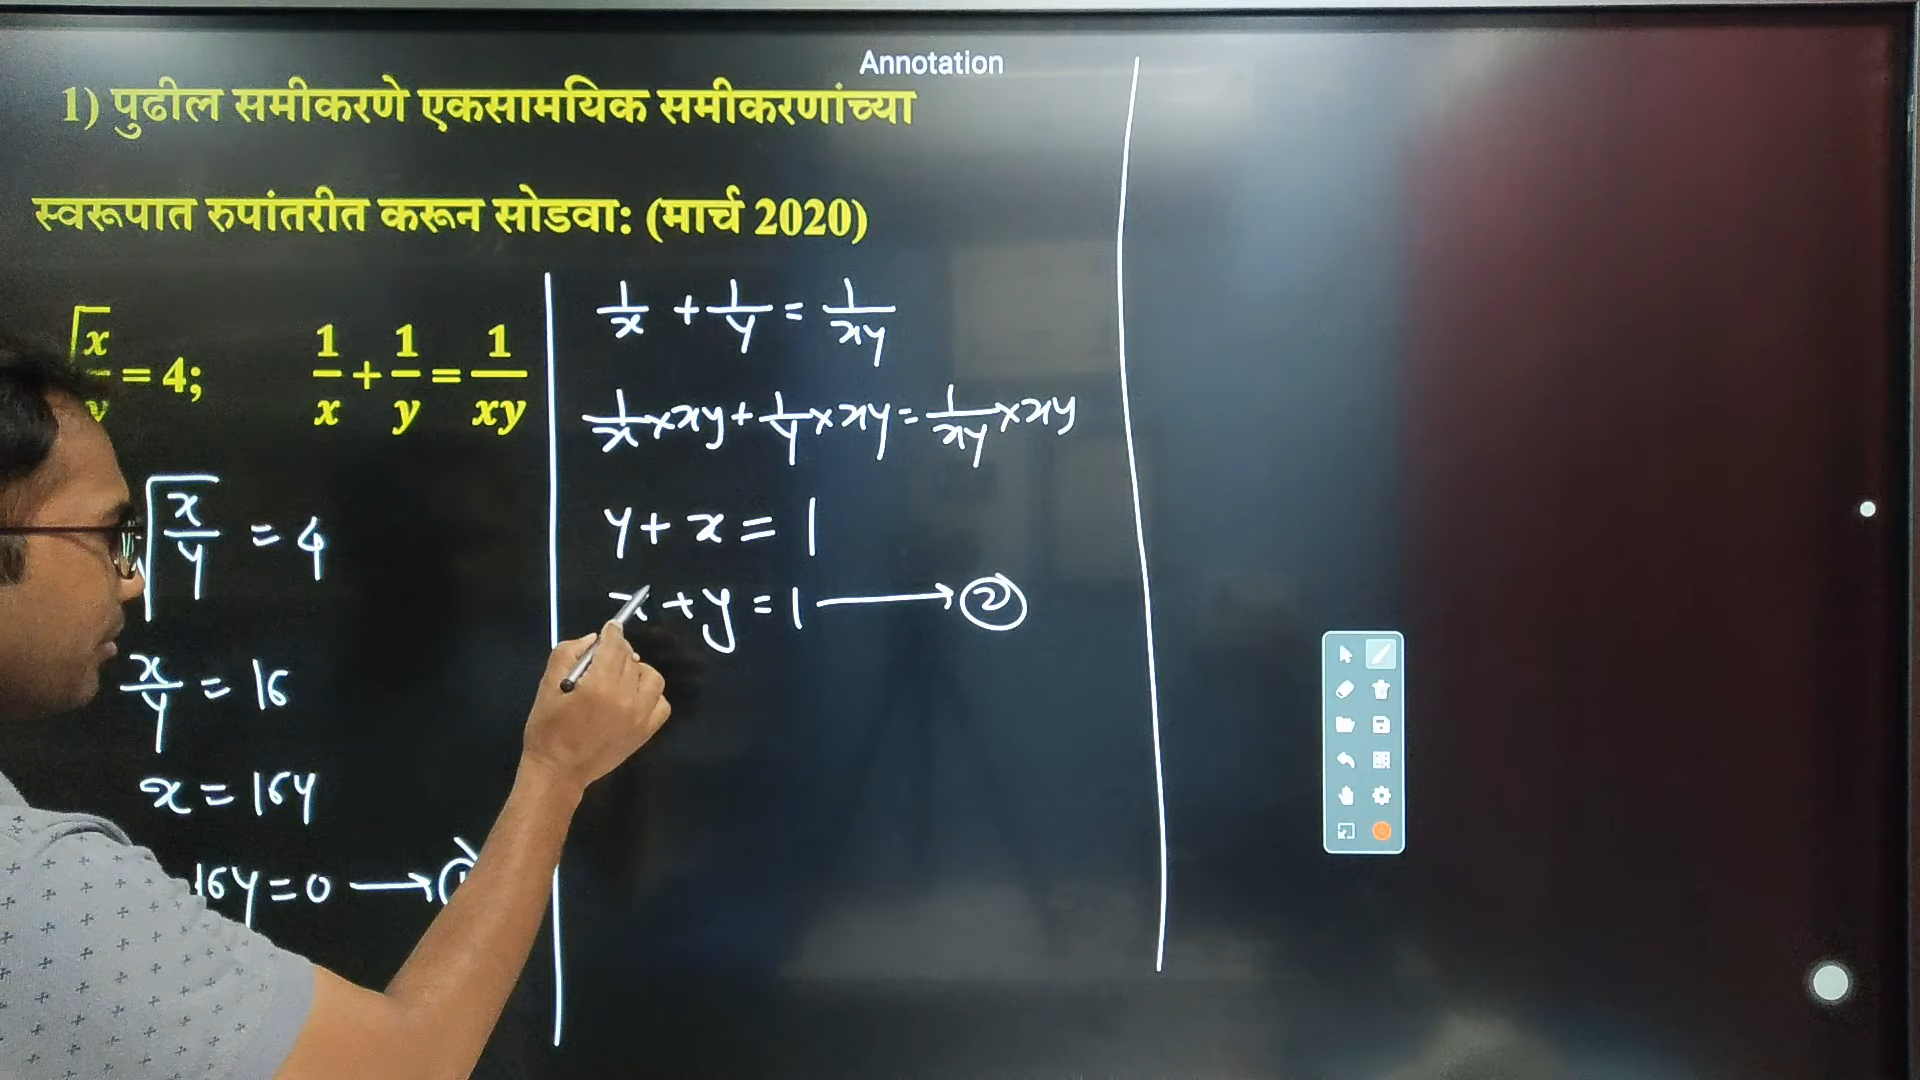 Annotation
1) पुढील समीकरणे एकसामयिक समीकरणांच्या
स्वरूपात रुपांतरीत करून सोडवा: (मार्च 2020)
√(x/y) = 4; 1/x + 1/y = 1/xy
√(x/y) = 4
x/y = 16
x = 16y
16y = 0 →
1/x + 1/y = 1/xy
1/x × xy + 1/y × xy = 1/xy × xy
y + x = 1
x + y = 1 → (2)